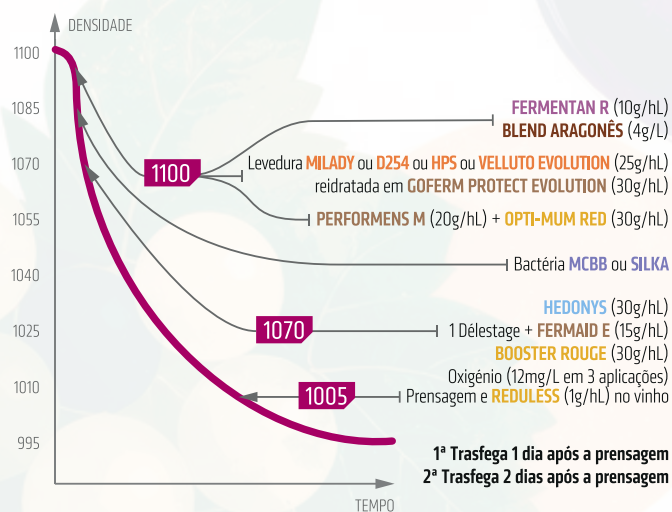 DENSIDADE
1100
1085
1070
1055
1040
1025
1010
995
1100
FERMENTAN R (10g/hL)
BLEND ARAGONÊS (4g/L)
Levedura MILADY ou D254 ou HPS ou VELLUTO EVOLUTION (25g/hL)
reidratada em GOFERM PROTECT EVOLUTION (30g/hL)
PERFORMENS M (20g/hL) + OPTI-MUM RED (30g/hL)
Bactéria MCBB ou SILKA
1070
HEDONYS (30g/hL)
1 Délestage + FERMAID E (15g/hL)
BOOSTER ROUGE (30g/hL)
Oxigénio (12mg/L em 3 aplicações)
1005
Prensagem e REDULESS (1g/hL) no vinho
1ª Trasfega 1 dia após a prensagem
2ª Trasfega 2 dias após a prensagem
TEMPO